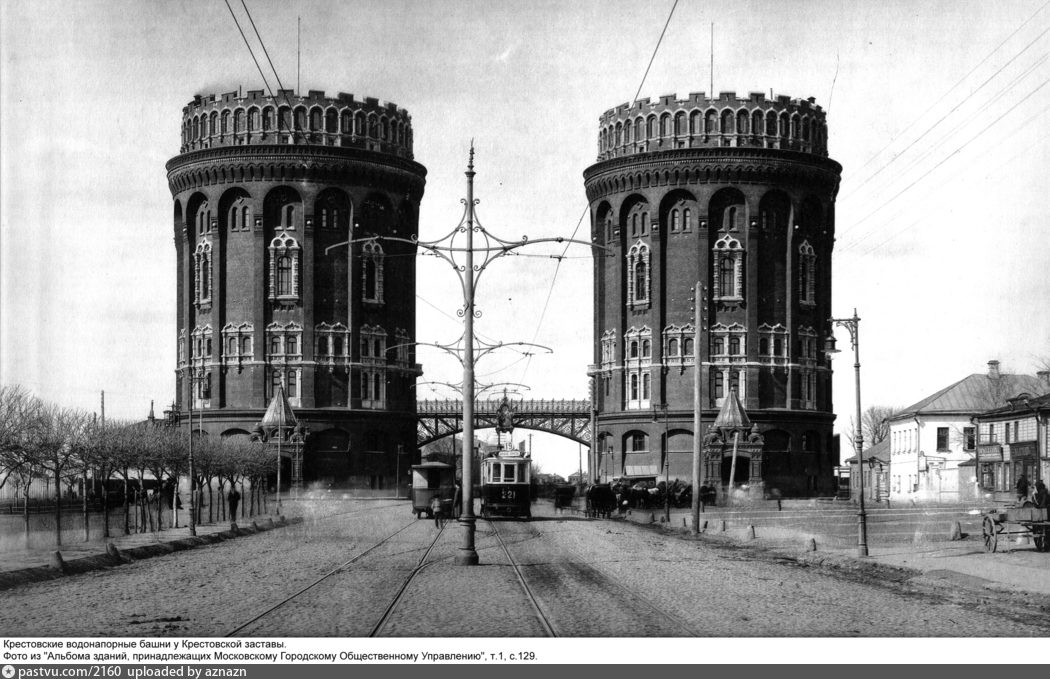 221
Крестовские водонапорные башни у Крестовской заставы.
Фото из "Альбома зданий, принадлежащих Московскому Городскому Общественному Управлению", т.1, с.129.
pastvu.com/2160 uploaded by aznazn